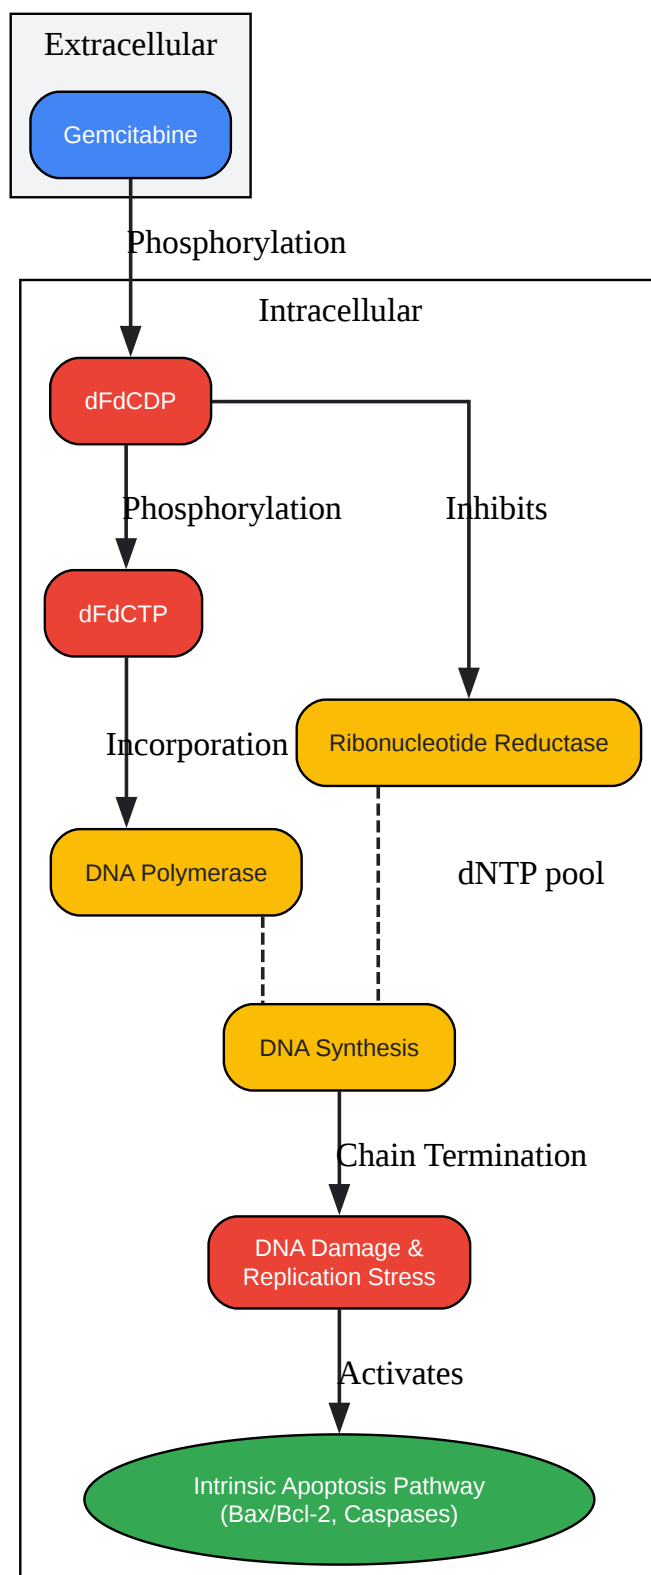 Extracellular
Gemcitabine
Phosphorylation
Intracellular
dFdCDP
Phosphorylation
Inhibits
dFdCTP
Incorporation
Ribonucleotide Reductase
DNA Polymerase
dNTP pool
DNA Synthesis
Chain Termination
DNA Damage &
Replication Stress
Activates
Intrinsic Apoptosis Pathway
(Bax/Bcl-2, Caspases)